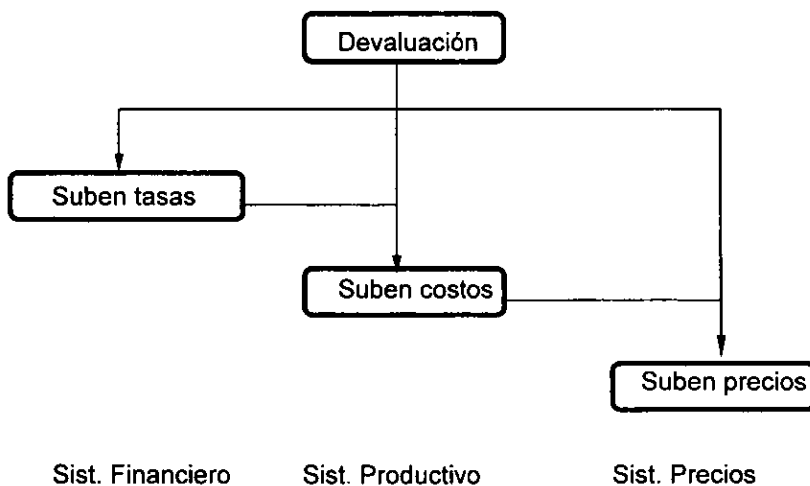 Devaluación
Suben tasas
Suben costos
Suben precios
Sist. Financiero Sist. Productivo Sist. Precios